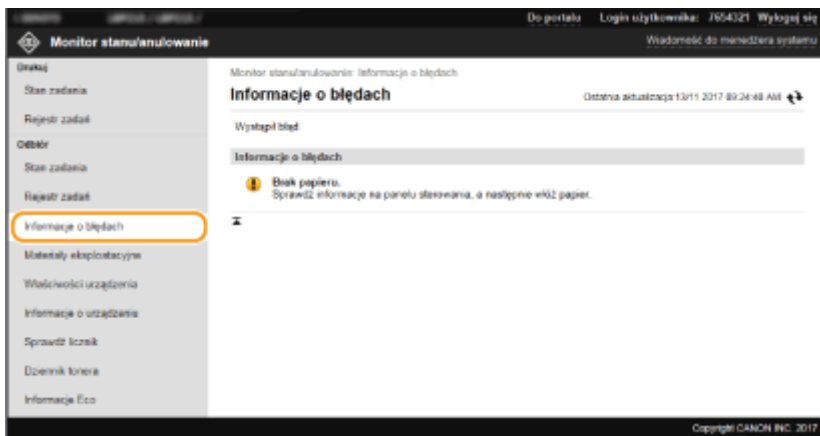 Do portalu Login użytkownika: 7654321 Wyloguj się
Monitor stanu/anulowanie Wiadomość do menedżera systemu
Drukuj
Stan zadania
Rejestr zadań
Odbiór
Stan zadania
Rejestr zadań
Informacje o błędach
Materiały eksploatacyjne
Właściwości urządzenia
Informacje o urządzeniu
Sprawdź licznik
Dziennik tonera
Informacje Eco
Monitor stanu/anulowanie: Informacje o błędach
Informacje o błędach Ostatnia aktualizacja:13/11 2017 09:24:48 AM
Wystąpił błąd.
Informacje o błędach
Brak papieru.
Sprawdź informacje na panelu sterowania, a następnie włóż papier.
Copyright CANON INC. 2017